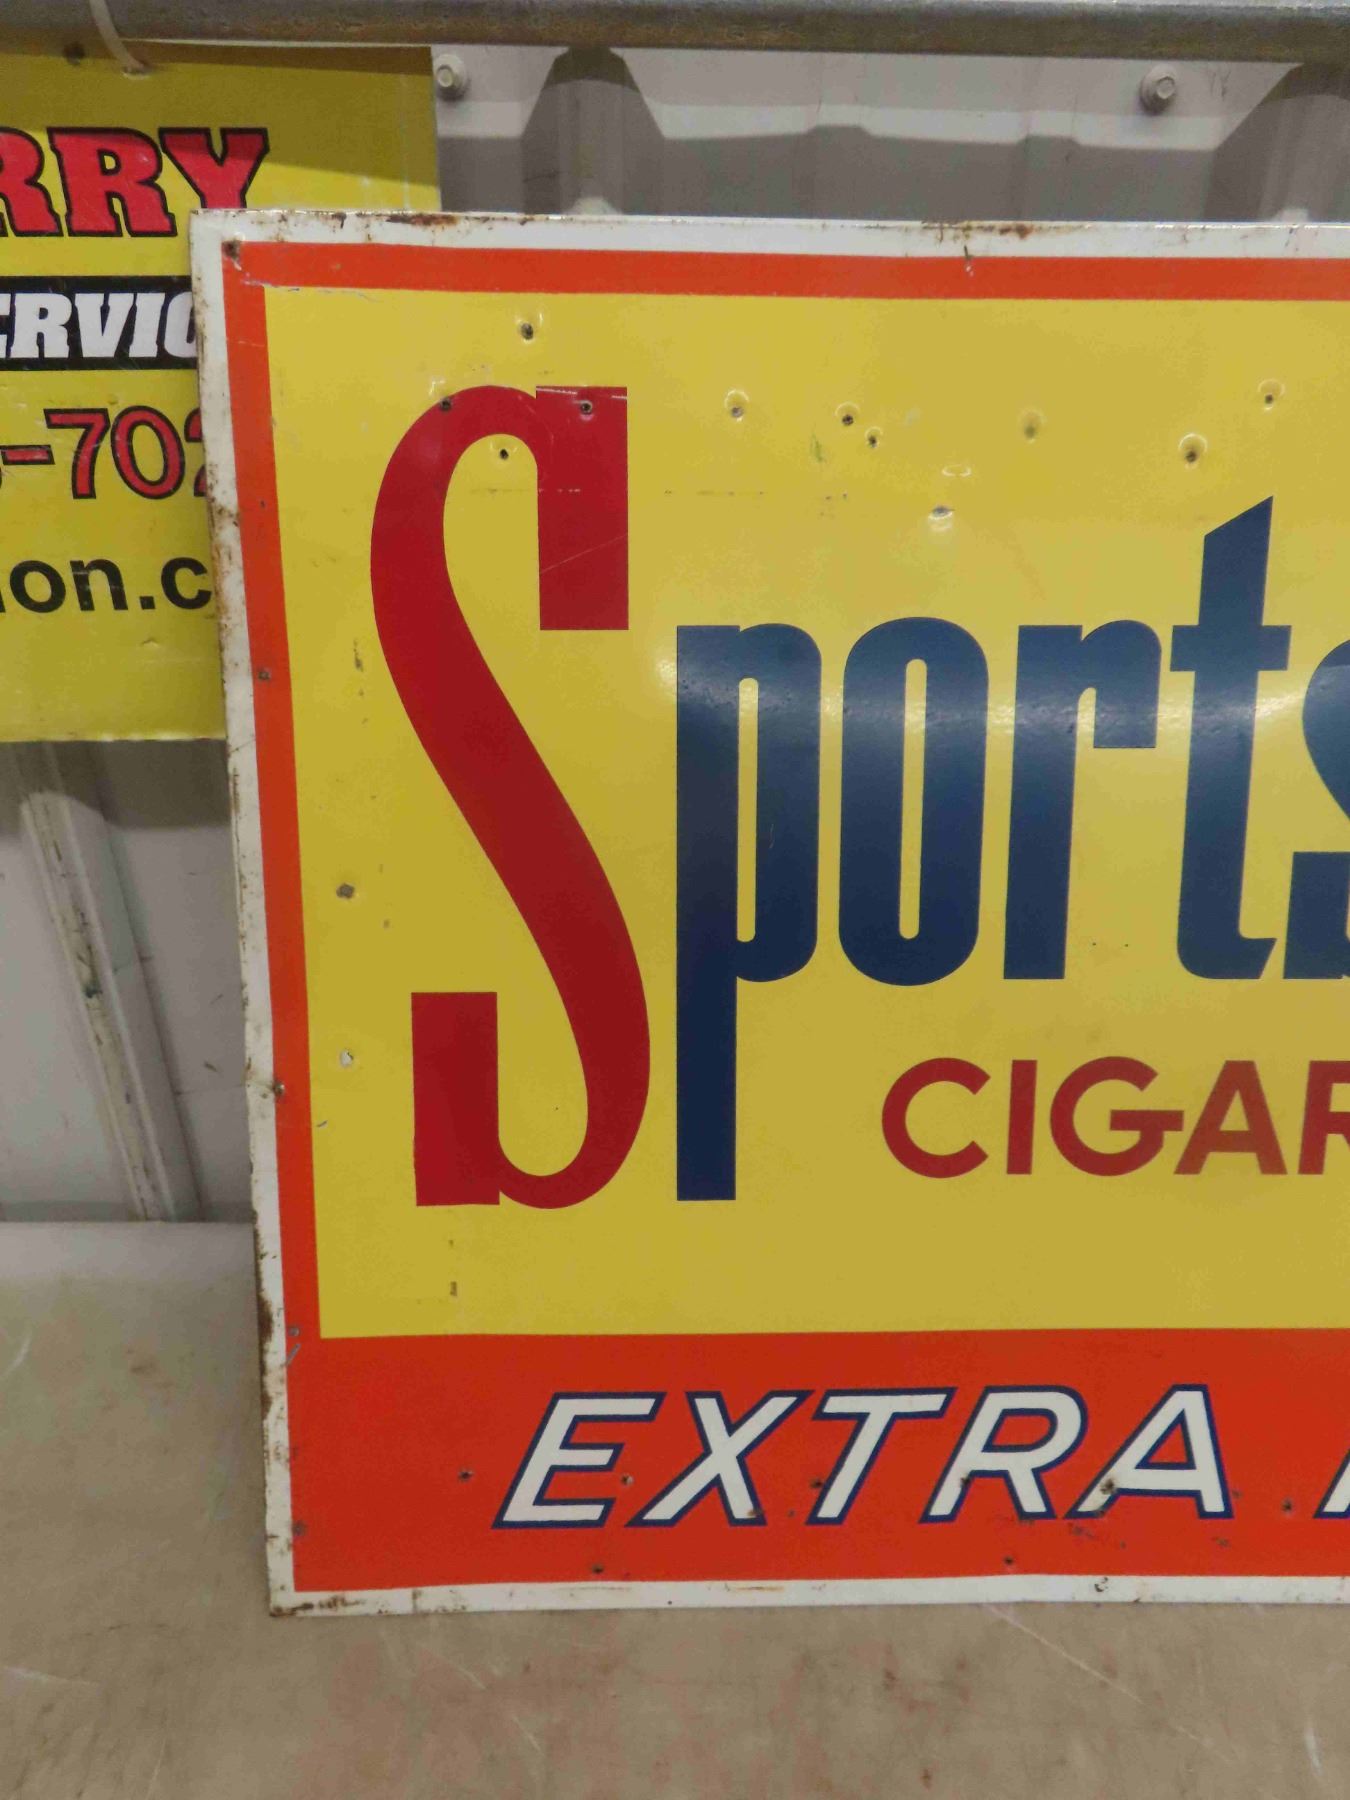 RRY
ERVIC
-702
ion.c
Sports
CIGAR
EXTRA